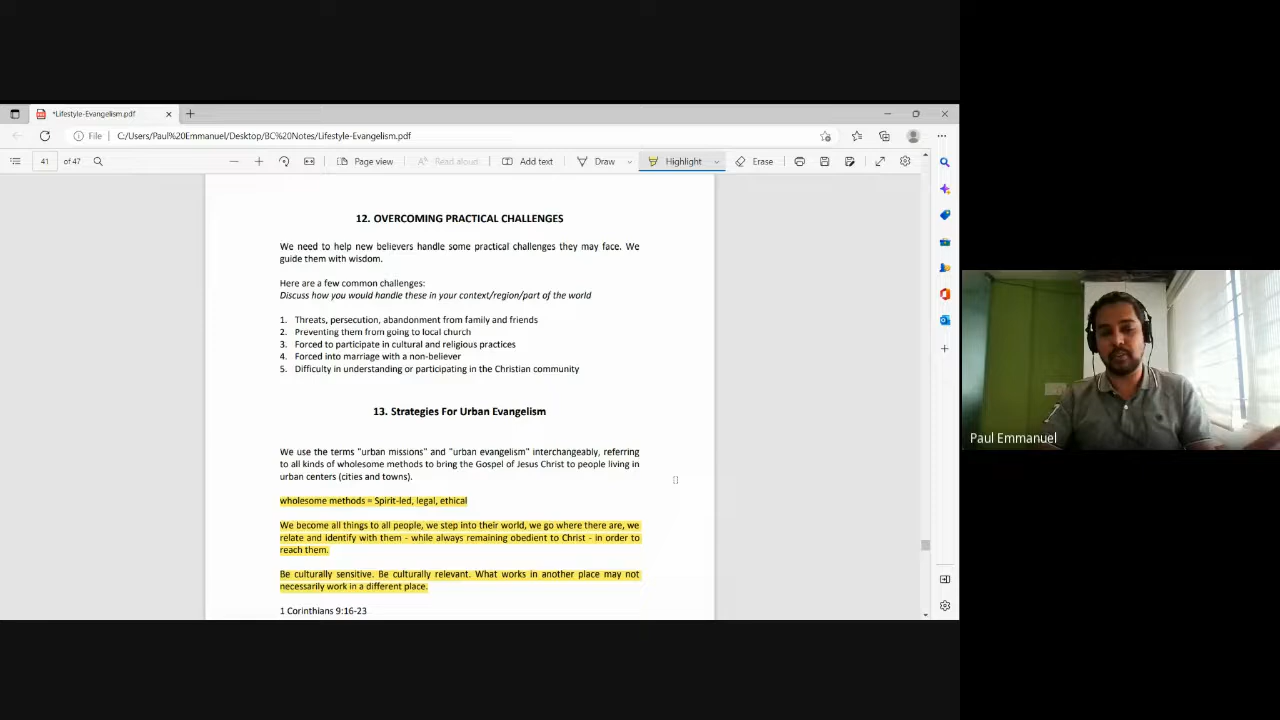 *Lifestyle-Evangelism.pdf
File C:/Users/Paul%20Emmanuel/Desktop/BC%20Notes/Lifestyle-Evangelism.pdf
41 of 47 Page view Read aloud Add text Draw Highlight Erase
12. OVERCOMING PRACTICAL CHALLENGES
We need to help new believers handle some practical challenges they may face. We
guide them with wisdom.
Here are a few common challenges:
Discuss how you would handle these in your context/region/part of the world
1. Threats, persecution, abandonment from family and friends
2. Preventing them from going to local church
3. Forced to participate in cultural and religious practices
4. Forced into marriage with a non-believer
5. Difficulty in understanding or participating in the Christian community
13. Strategies For Urban Evangelism
We use the terms "urban missions" and "urban evangelism" interchangeably, referring
to all kinds of wholesome methods to bring the Gospel of Jesus Christ to people living in
urban centers (cities and towns).
wholesome methods = Spirit-led, legal, ethical
We become all things to all people, we step into their world, we go where there are, we
relate and identify with them - while always remaining obedient to Christ - in order to
reach them.
Be culturally sensitive. Be culturally relevant. What works in another place may not
necessarily work in a different place.
1 Corinthians 9:16-23
Paul Emmanuel